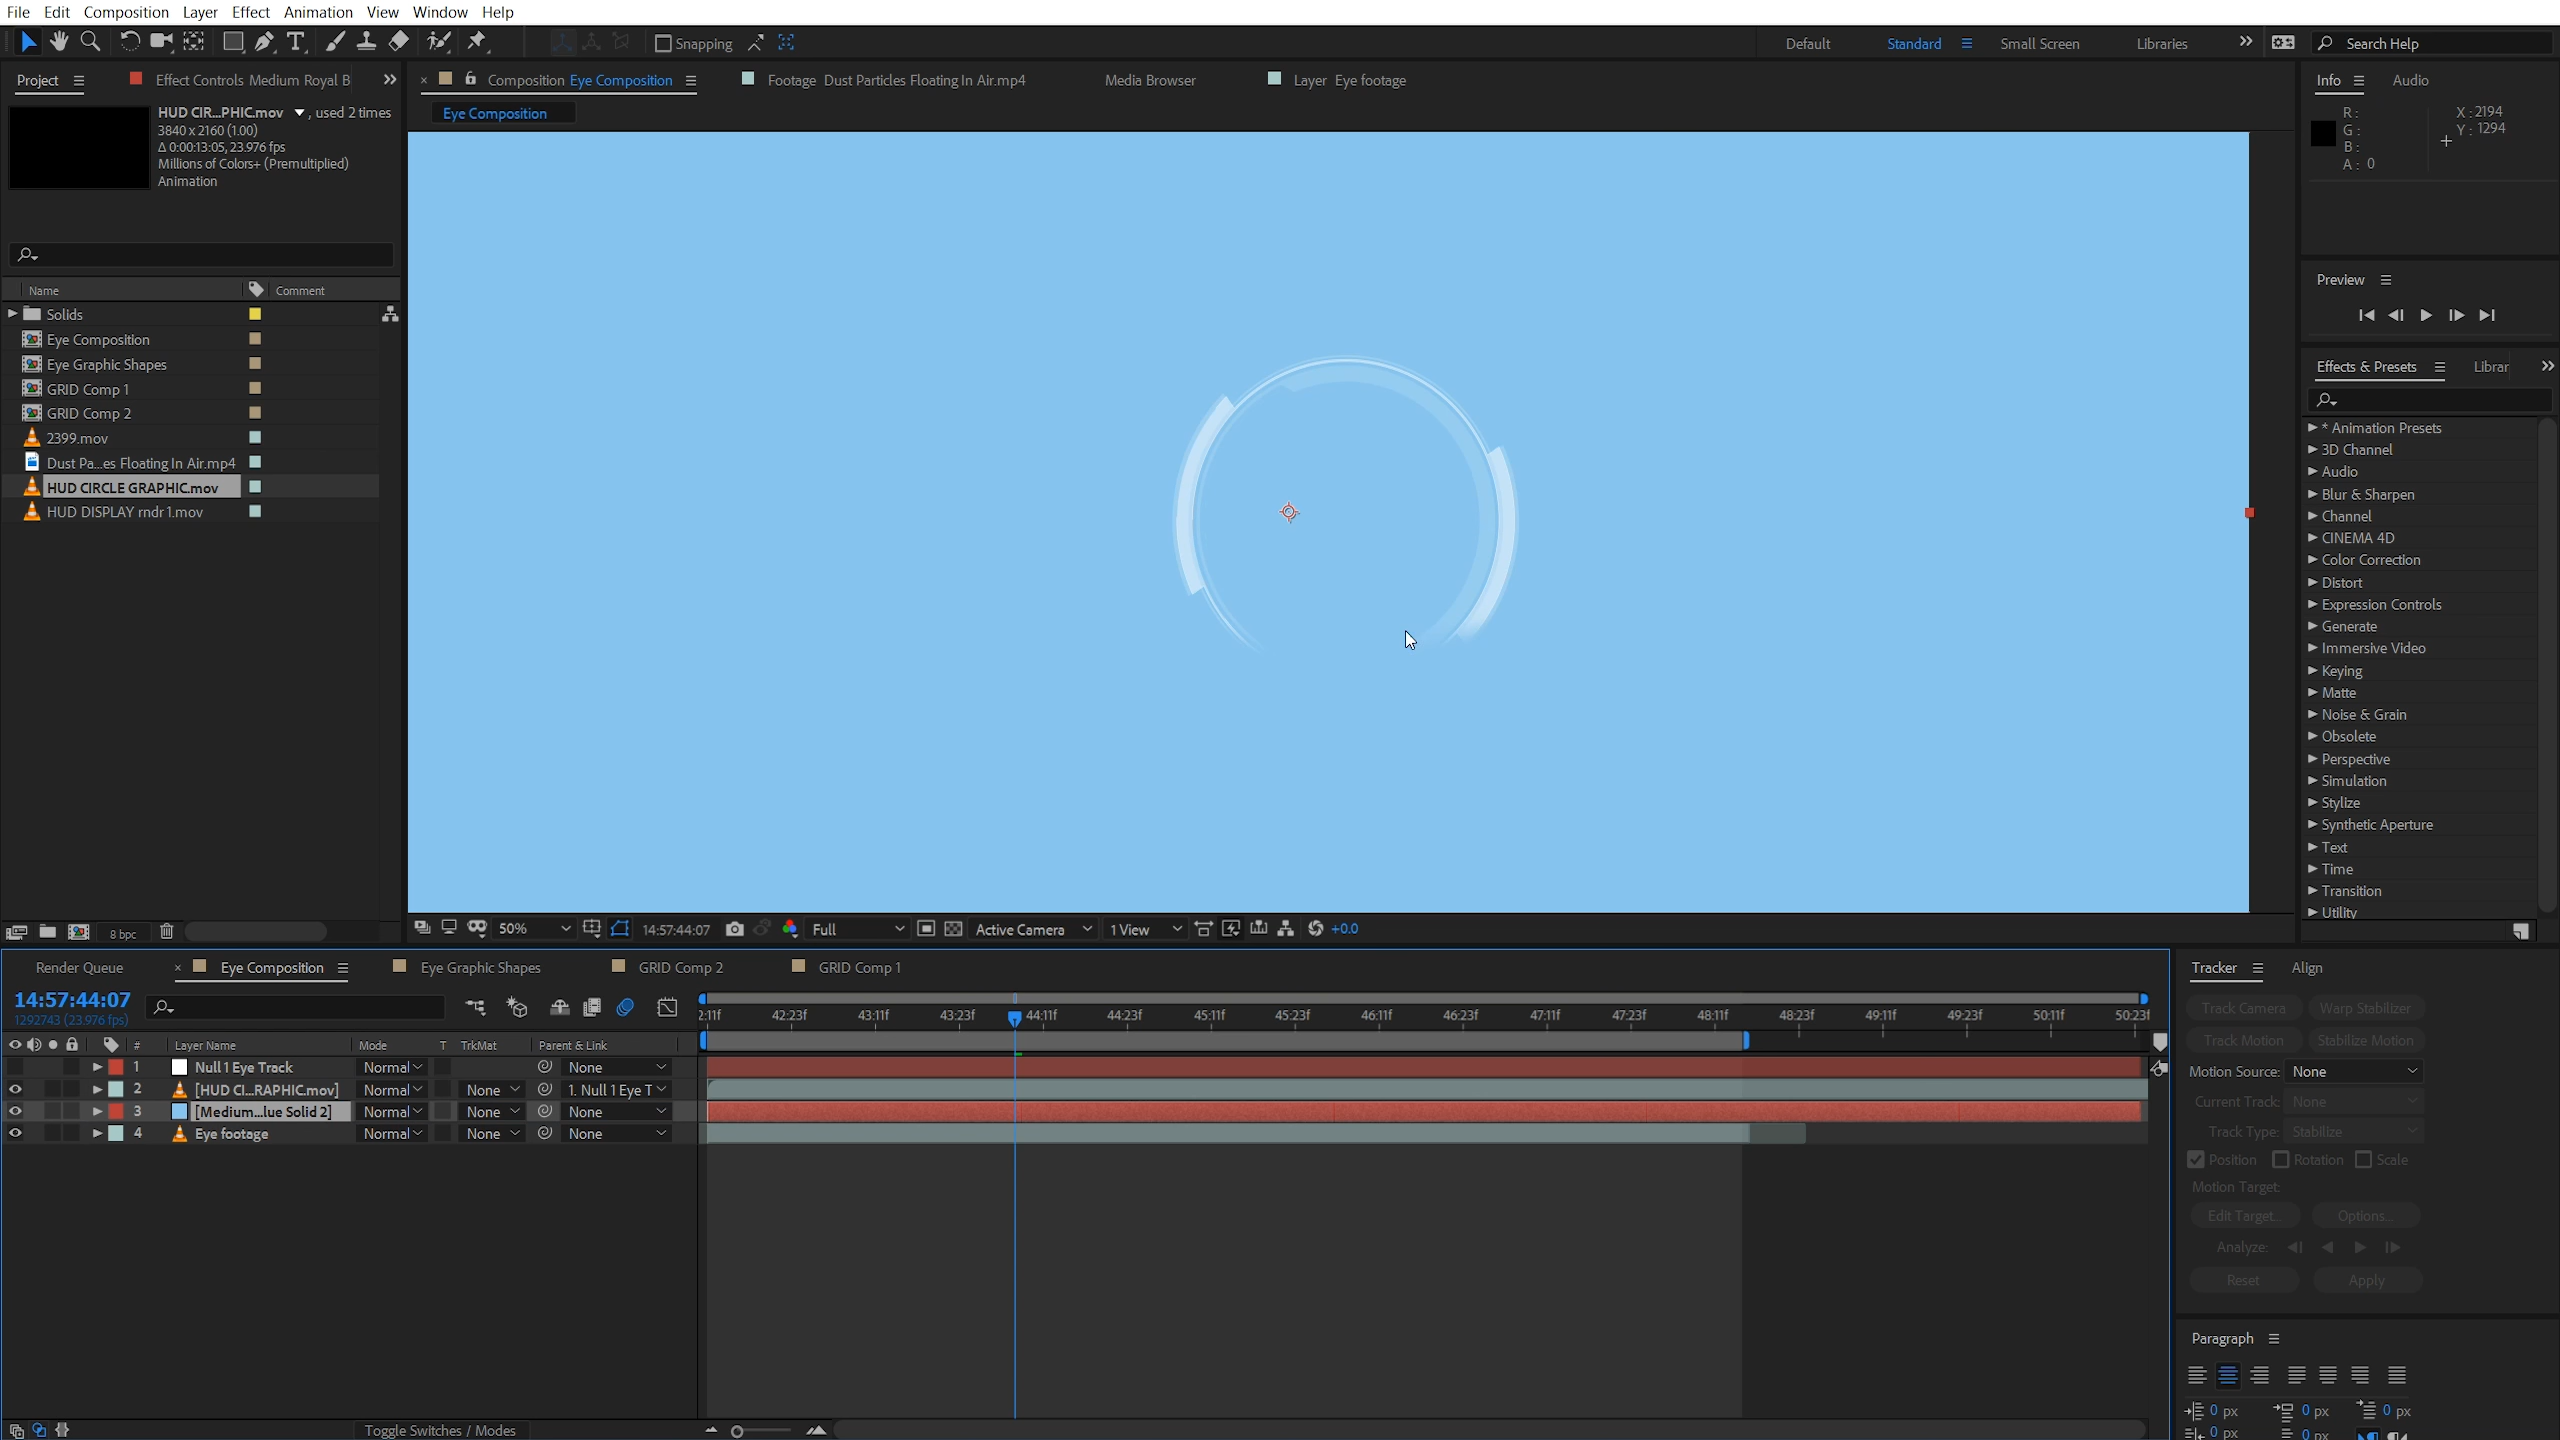 File Edit Composition Layer Effect Animation View Window Help
Snapping
Default Standard Small Screen Libraries Search Help
Project Effect Controls Medium Royal B
HUD CIR...PHIC.mov , used 2 times
3840 x 2160 (1.00)
Δ 0:00:13:05, 23.976 fps
Millions of Colors+ (Premultiplied)
Animation
Name Comment
Solids
Eye Composition
Eye Graphic Shapes
GRID Comp 1
GRID Comp 2
2399.mov
Dust Pa...es Floating In Air.mp4
HUD CIRCLE GRAPHIC.mov
HUD DISPLAY rndr 1.mov
8 bpc
Composition Eye Composition Footage Dust Particles Floating In Air.mp4 Media Browser Layer Eye footage
Eye Composition
50% 14:57:44:07 Full Active Camera 1 View +0.0
Info Audio
R: X: 2194
G: Y: 1294
B:
A: 0
Preview
Effects & Presets Librar
* Animation Presets
3D Channel
Audio
Blur & Sharpen
Channel
CINEMA 4D
Color Correction
Distort
Expression Controls
Generate
Immersive Video
Keying
Matte
Noise & Grain
Obsolete
Perspective
Simulation
Stylize
Synthetic Aperture
Text
Time
Transition
Utility
Render Queue Eye Composition Eye Graphic Shapes GRID Comp 2 GRID Comp 1
14:57:44:07
1292743 (23.976 fps)
2:11f 42:23f 43:11f 43:23f 44:11f 44:23f 45:11f 45:23f 46:11f 46:23f 47:11f 47:23f 48:11f 48:23f 49:11f 49:23f 50:11f 50:23f
# Layer Name Mode T TrkMat Parent & Link
1 Null 1 Eye Track Normal None
2 [HUD CI...RAPHIC.mov] Normal None 1. Null 1 Eye T
3 [Medium...lue Solid 2] Normal None None
4 Eye footage Normal None None
Toggle Switches / Modes
Tracker Align
Track Camera Warp Stabilizer
Track Motion Stabilize Motion
Motion Source: None
Current Track: None
Track Type: Stabilize
Position Rotation Scale
Motion Target:
Edit Target... Options...
Analyze:
Reset Apply
Paragraph
0 px 0 px 0 px
0 px 0 px